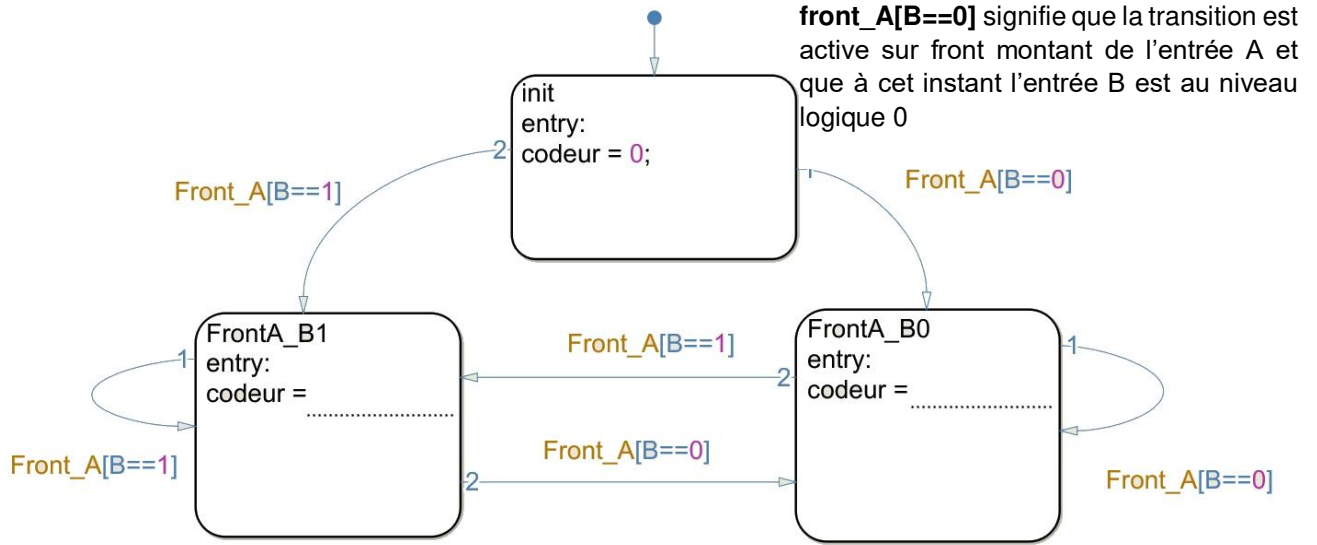 front_A[B==0] signifie que la transition est
active sur front montant de l’entrée A et
que à cet instant l’entrée B est au niveau
logique 0
init
entry:
codeur = 0;
2
1
Front_A[B==1]
Front_A[B==0]
FrontA_B1
entry:
codeur = ........................
1
2
Front_A[B==1]
Front_A[B==1]
Front_A[B==0]
FrontA_B0
entry:
codeur = ........................
2
1
Front_A[B==0]